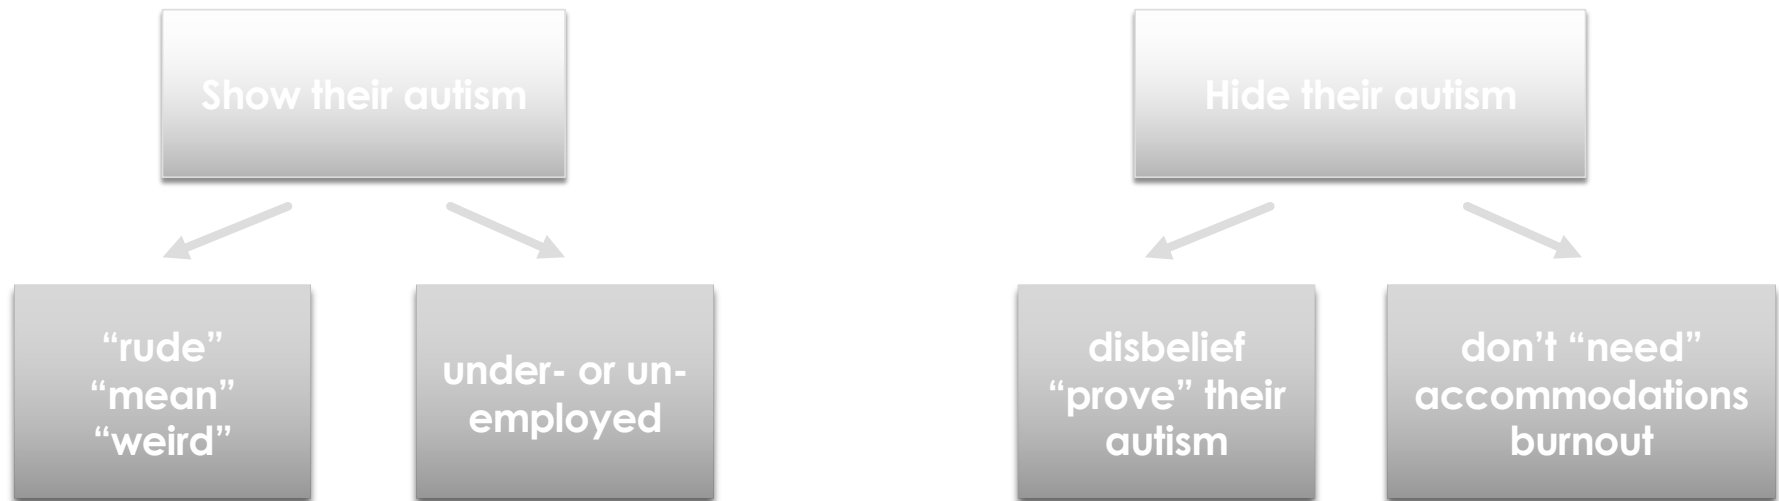 Show their autism
Hide their autism
“rude”
“mean”
“weird”
under- or un-
employed
disbelief
“prove” their
autism
don’t “need”
accommodations
burnout